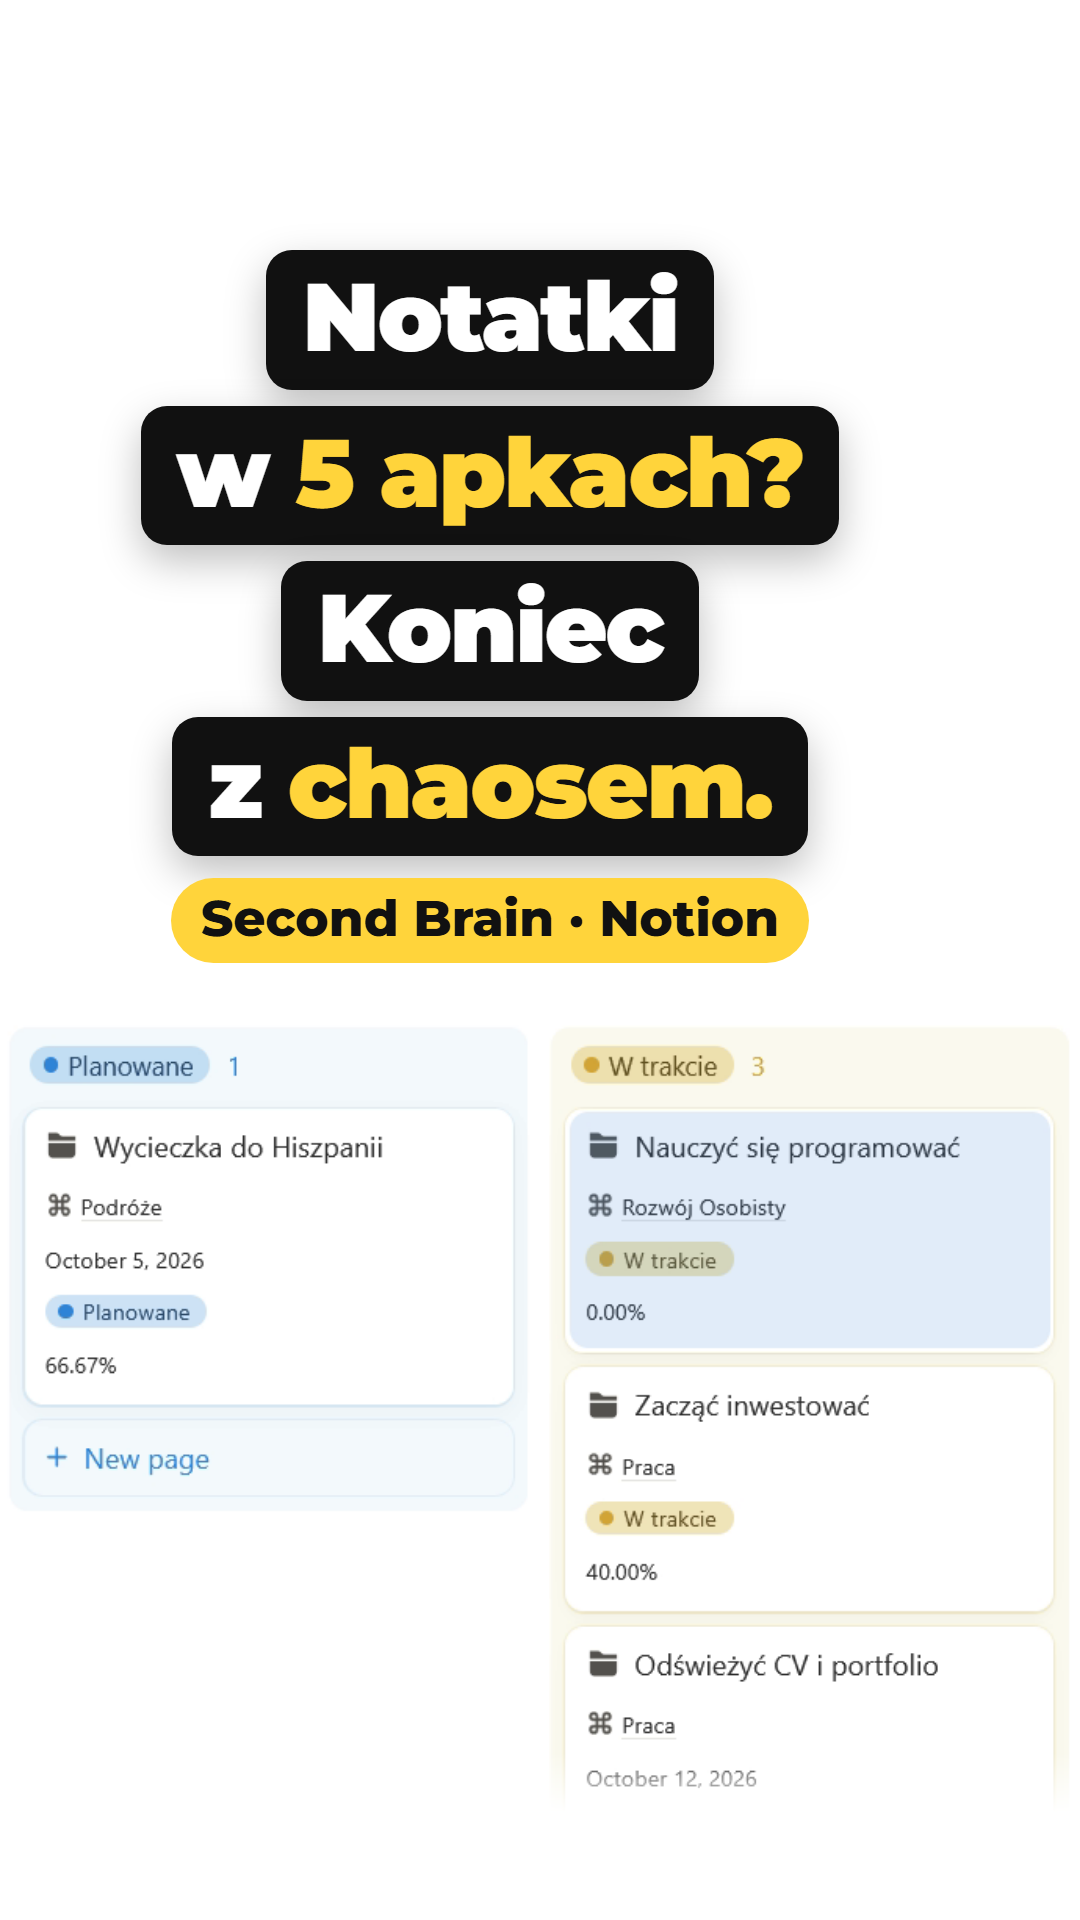 Notatki
w 5 apkach?
Koniec
z chaosem.
Second Brain • Notion
Planowane 1
Wycieczka do Hiszpanii
Podróże
October 5, 2026
Planowane
66.67%
+ New page
W trakcie 3
Nauczyć się programować
Rozwój Osobisty
W trakcie
0.00%
Zacząć inwestować
Praca
W trakcie
40.00%
Odświeżyć CV i portfolio
Praca
October 12, 2026